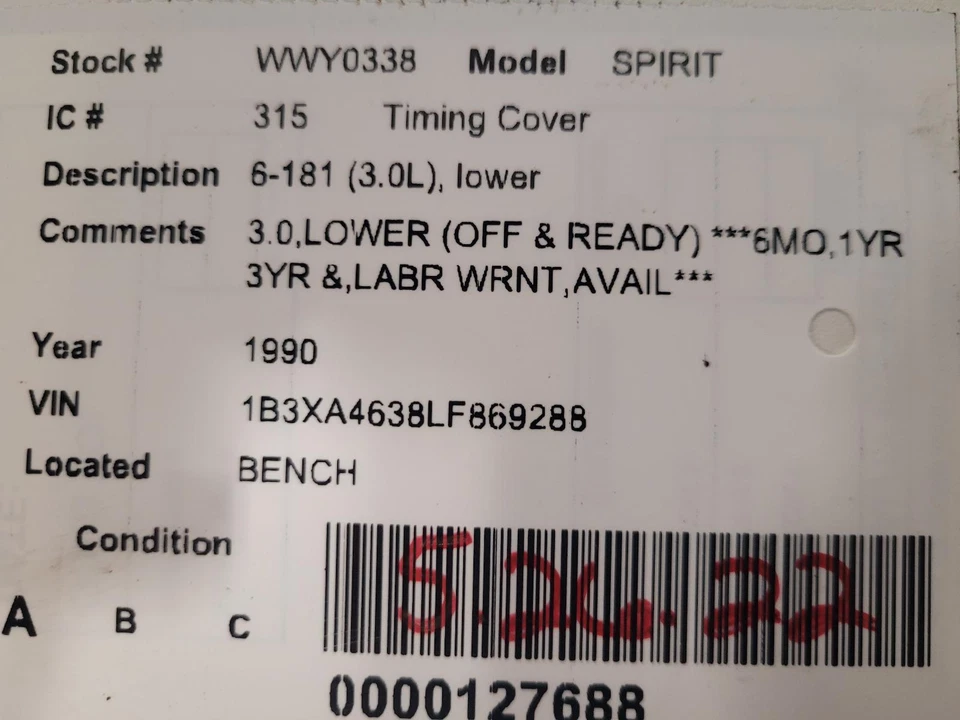 Stock # WWY0338 Model SPIRIT
IC # 315 Timing Cover
Description 6-181 (3.0L), lower
Comments 3.0,LOWER (OFF & READY) ***6MO,1YR
3YR &,LABR WRNT,AVAIL***
Year 1990
VIN 1B3XA4638LF869288
Located BENCH
Condition
5.26.22
A B C
0000127688